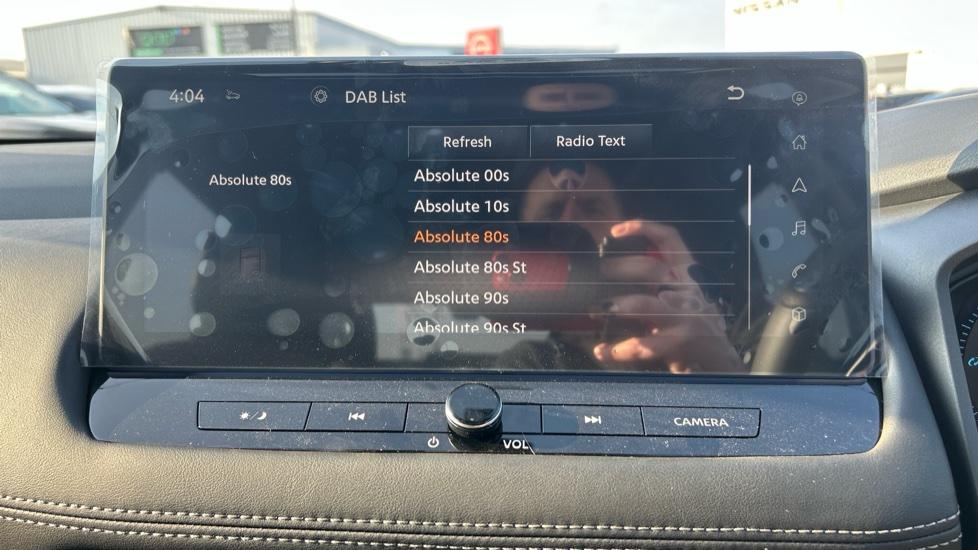 NISSAN
4:04
DAB List
Refresh
Radio Text
Absolute 80s
Absolute 00s
Absolute 10s
Absolute 80s
Absolute 80s St
Absolute 90s
Absolute 90s St
CAMERA
VOL